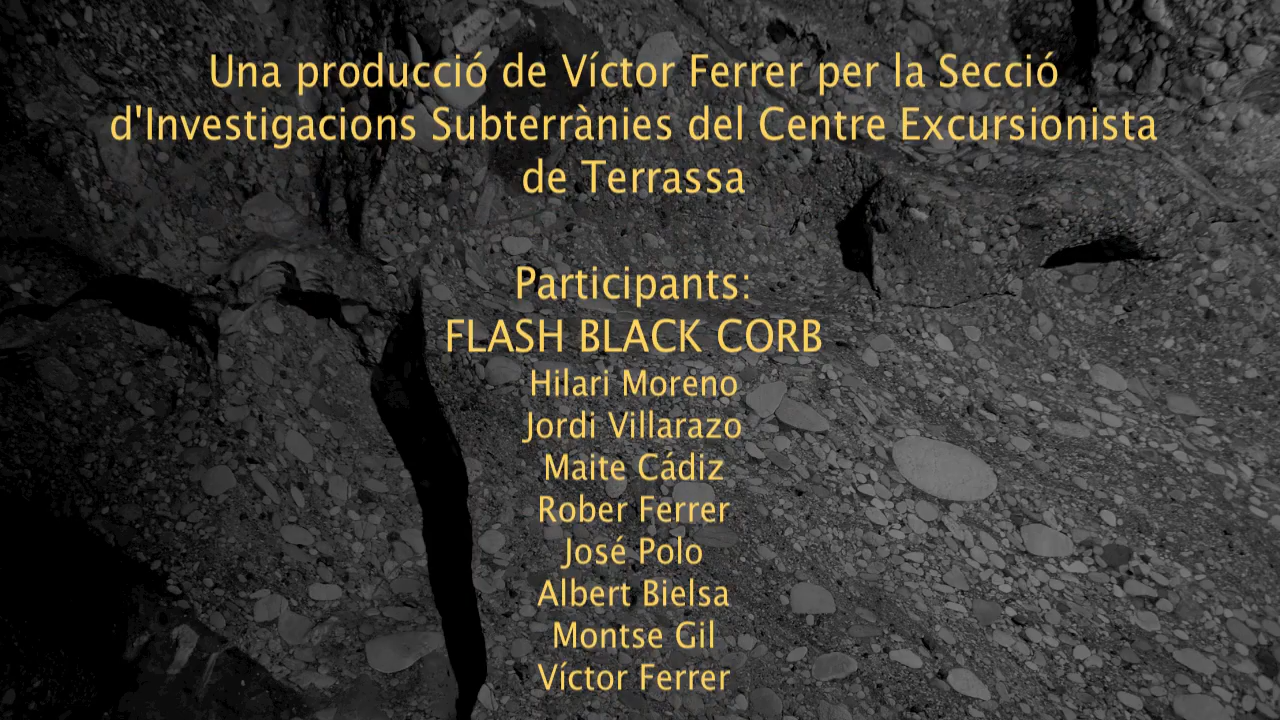 Una producció de Víctor Ferrer per la Secció
d'Investigacions Subterrànies del Centre Excursionista
de Terrassa
Participants:
FLASH BLACK CORB
Hilari Moreno
Jordi Villarazo
Maite Cádiz
Rober Ferrer
José Polo
Albert Bielsa
Montse Gil
Víctor Ferrer